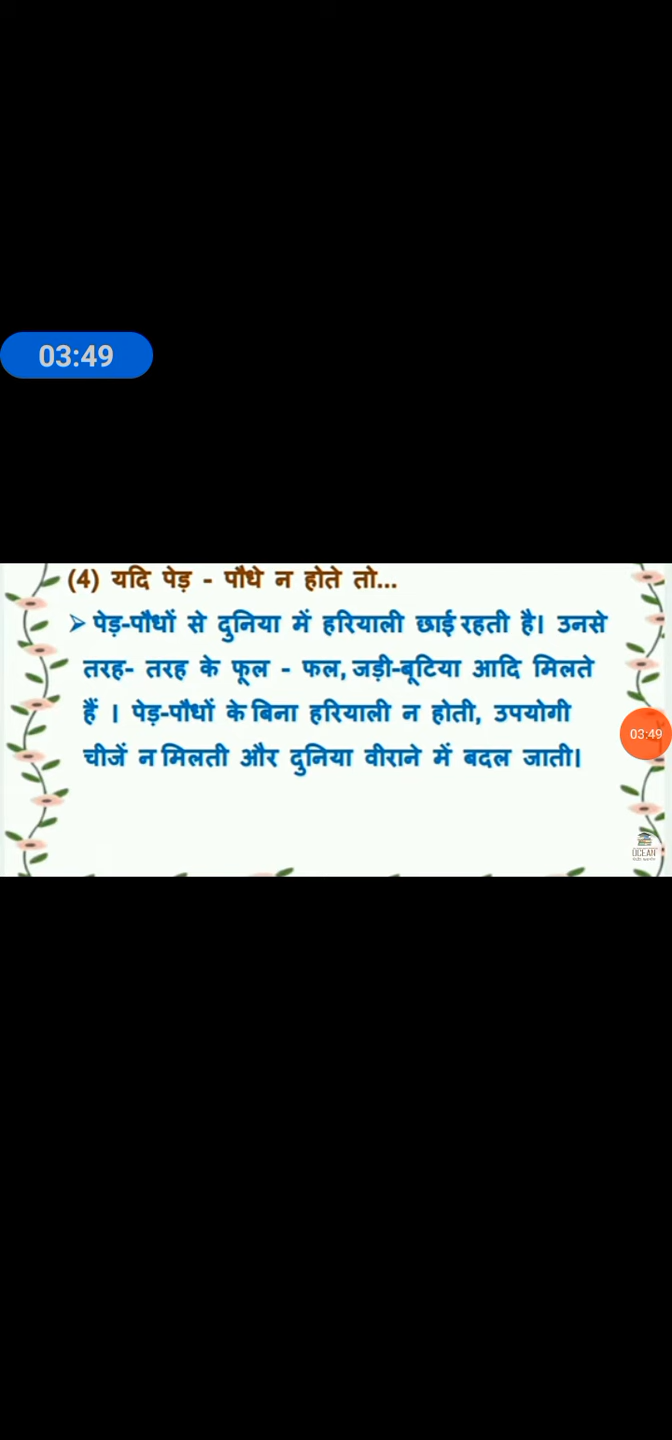 03:49
(4) यदि पेड़ - पौधे न होते तो...
➢ पेड़-पौधों से दुनिया में हरियाली छाई रहती है। उनसे
तरह- तरह के फूल - फल, जड़ी-बूटिया आदि मिलते
हैं । पेड़-पौधों के बिना हरियाली न होती, उपयोगी
03:49
चीजें न मिलती और दुनिया वीराने में बदल जाती।
OCEAN